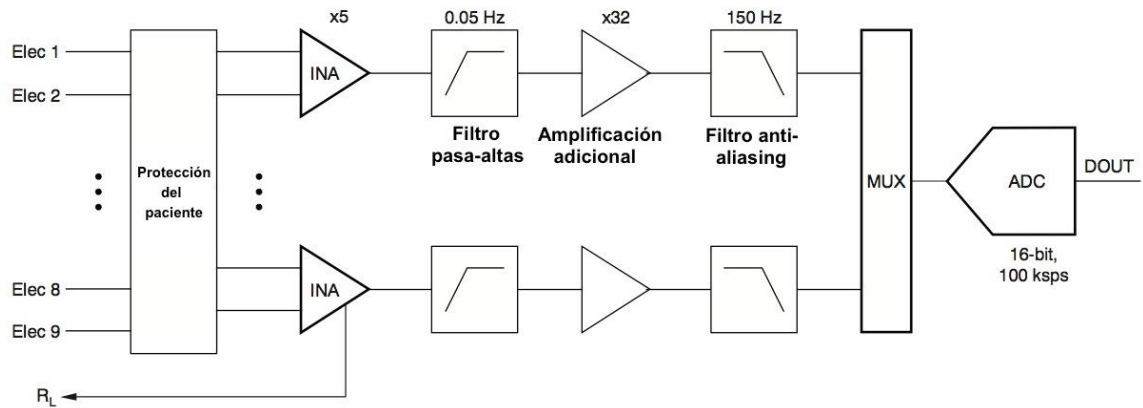 x5
0.05 Hz
x32
150 Hz
Elec 1
Elec 2
INA
Filtro
pasa-altas
Amplificación
adicional
Filtro anti-
aliasing
Protección
del
paciente
MUX
ADC
DOUT
16-bit,
100 ksps
Elec 8
Elec 9
INA
RL